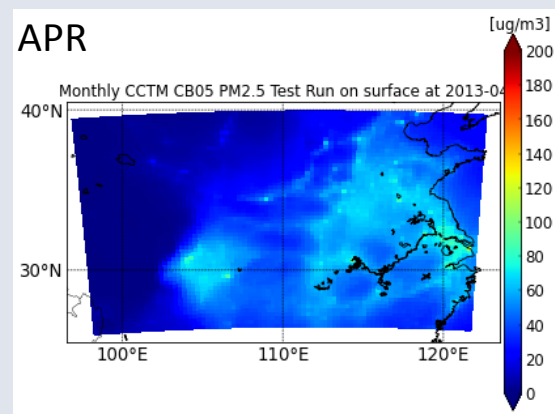 [ug/m3]
APR
Monthly CCTM CB05 PM2.5 Test Run on surface at 2013-04
40°N
30°N
100°E
110°E
120°E
200
180
160
140
120
100
80
60
40
20
0